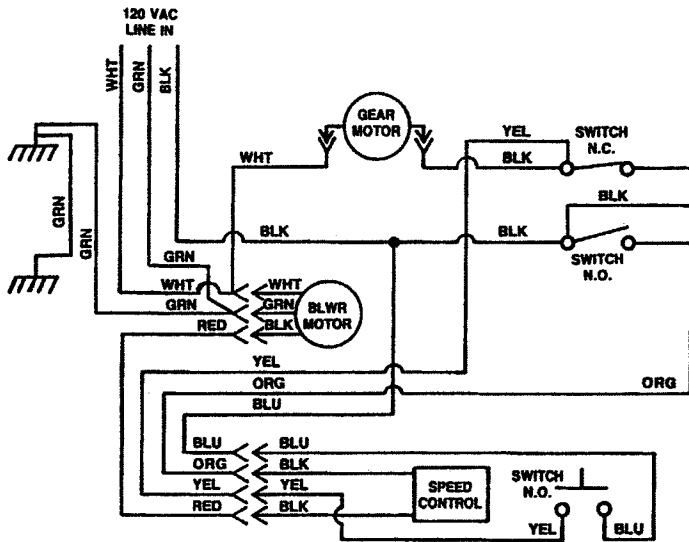 120 VAC
LINE IN
WHT
GRN
BLK
GEAR
MOTOR
YEL
SWITCH
N.C.
WHT
BLK
BLK
GRN
GRN
BLK
BLK
SWITCH
N.O.
GRN
WHT
WHT
GRN
GRN
BLWR
MOTOR
RED
BLK
YEL
ORG
ORG
BLU
BLU
BLU
ORG
BLK
SPEED
CONTROL
SWITCH
N.O.
YEL
YEL
RED
BLK
YEL
BLU